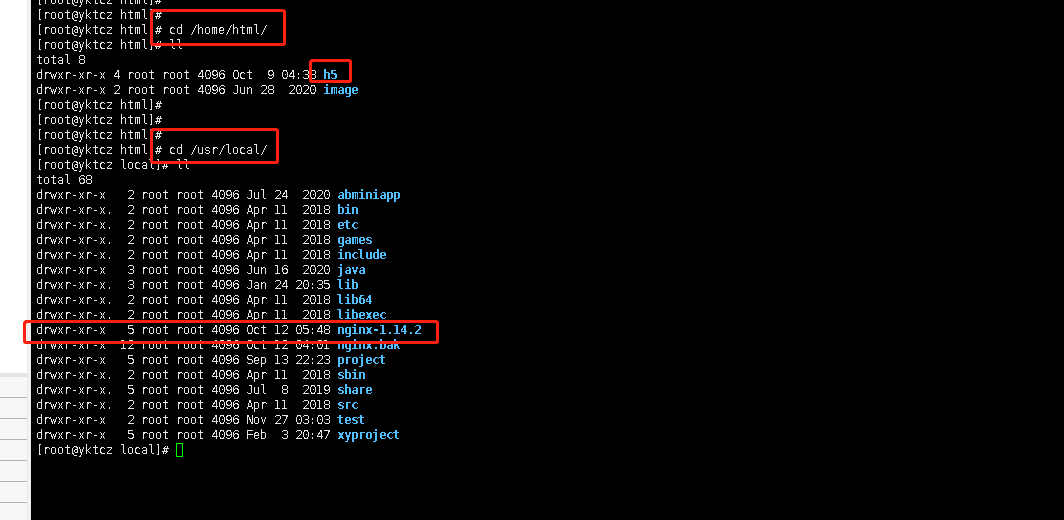 [root@yktcz html]#
[root@yktcz html]#
[root@yktcz html]# cd /home/html/
[root@yktcz html]# ll
total 8
drwxr-xr-x 4 root root 4096 Oct  9 04:38 h5
drwxr-xr-x 2 root root 4096 Jun 28  2020 image
[root@yktcz html]#
[root@yktcz html]#
[root@yktcz html]#
[root@yktcz html]# cd /usr/local/
[root@yktcz local]# ll
total 68
drwxr-xr-x   2 root root 4096 Jul 24  2020 abminiapp
drwxr-xr-x.  2 root root 4096 Apr 11  2018 bin
drwxr-xr-x.  2 root root 4096 Apr 11  2018 etc
drwxr-xr-x.  2 root root 4096 Apr 11  2018 games
drwxr-xr-x.  2 root root 4096 Apr 11  2018 include
drwxr-xr-x   3 root root 4096 Jun 16  2020 java
drwxr-xr-x.  3 root root 4096 Jan 24 20:35 lib
drwxr-xr-x.  2 root root 4096 Apr 11  2018 lib64
drwxr-xr-x.  2 root root 4096 Apr 11  2018 libexec
drwxr-xr-x   5 root root 4096 Oct 12 05:48 nginx-1.14.2
drwxr-xr-x  12 root root 4096 Oct 12 04:01 nginx.bak
drwxr-xr-x   5 root root 4096 Sep 13 22:23 project
drwxr-xr-x.  2 root root 4096 Apr 11  2018 sbin
drwxr-xr-x.  5 root root 4096 Jul  8  2019 share
drwxr-xr-x.  2 root root 4096 Apr 11  2018 src
drwxr-xr-x   2 root root 4096 Nov 27 03:03 test
drwxr-xr-x   5 root root 4096 Feb  3 20:47 xyproject
[root@yktcz local]#